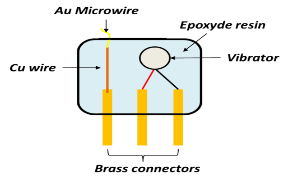 Au Microwire
Epoxyde resin
Cu wire
Vibrator
Brass connectors